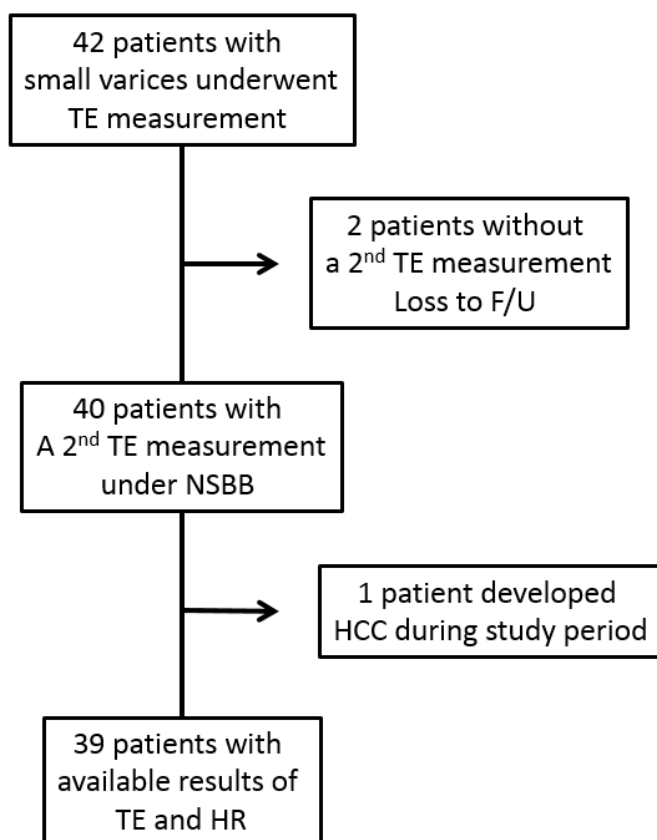 42 patients with
small varices underwent
TE measurement
2 patients without
a 2nd TE measurement
Loss to F/U
40 patients with
A 2nd TE measurement
under NSBB
1 patient developed
HCC during study period
39 patients with
available results of
TE and HR